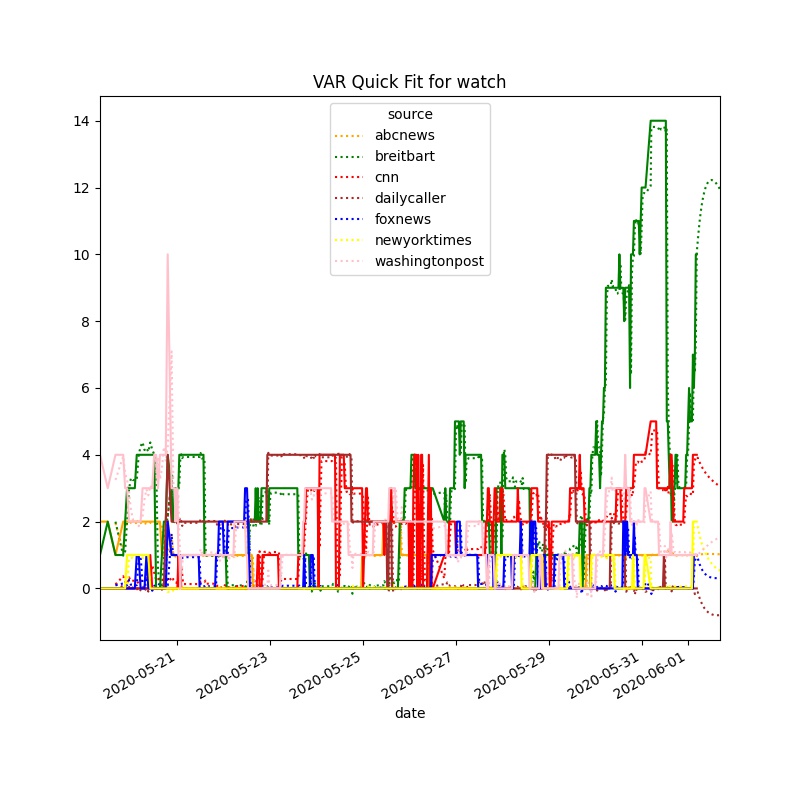 VAR Quick Fit for watch
source
abcnews
breitbart
cnn
dailycaller
foxnews
newyorktimes
washingtonpost
14
12
10
8
6
4
2
0
2020-05-21
2020-05-23
2020-05-25
2020-05-27
2020-05-29
2020-05-31
2020-06-01
date